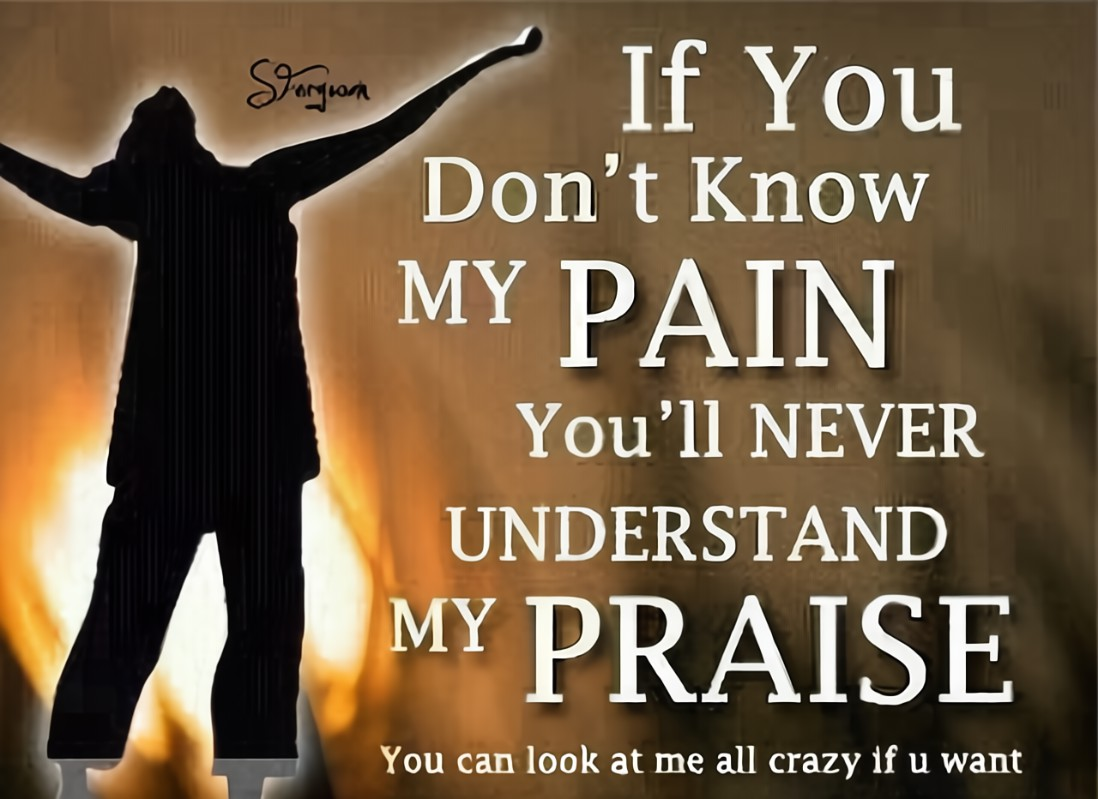 STorguson
If You
Don't Know
MY PAIN
You'll NEVER
UNDERSTAND
MY PRAISE
You can look at me all crazy if u want